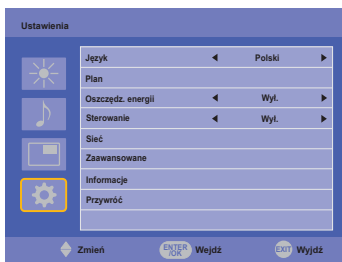 Ustawienia
Język Polski
Plan
Oszczędz. energii Wył.
Sterowanie Wył.
Sieć
Zaawansowane
Informacje
Przywróć
Zmień ENTER /OK Wejdź EXIT Wyjdź